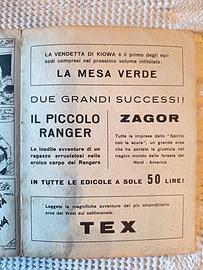 LA VENDETTA DI KIOWA è il primo degli epi-
sodi compresi nel prossimo volume intitolato:
LA MESA VERDE
DUE GRANDI SUCCESSI!
IL PICCOLO
RANGER
Le inedite avventure di un
ragazzo arruolatosi nello
eroico corpo dei Rangers
ZAGOR
Tutte le imprese dello "Spirito
con la scure", un grande eroe
che ha portato la giustizia nel
tragico mondo delle foreste del
Nord - America
IN TUTTE LE EDICOLE A SOLE 50 LIRE!
Leggete le magnifiche avventure del più straordinario
eroe del West sul settimanale:
TEX